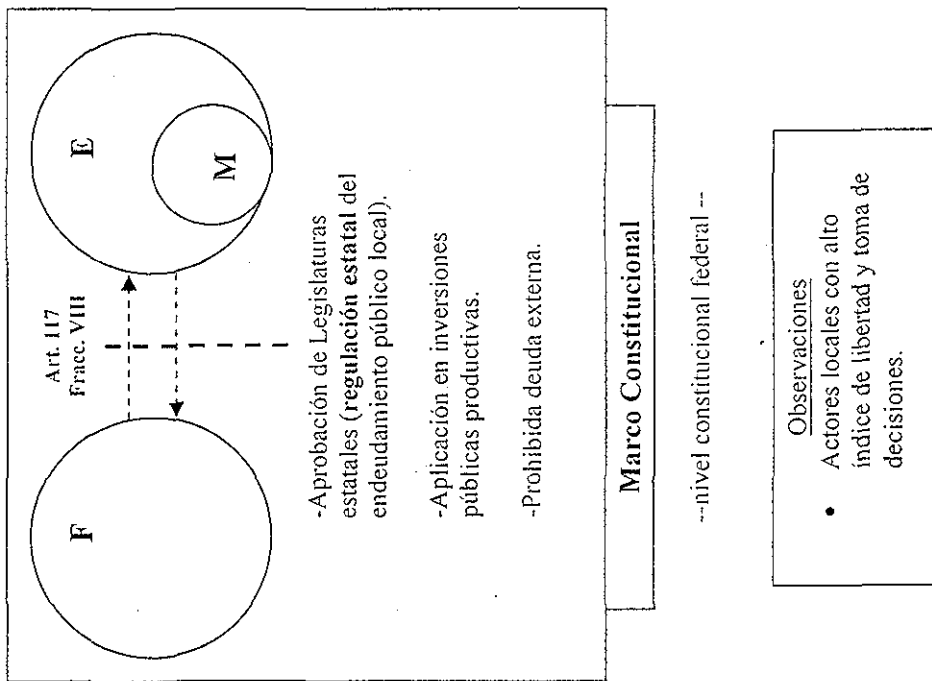 Art. 117
Fracc. VIII
F
E
M
-Aprobación de Legislaturas
estatales (regulación estatal del
endeudamiento público local).
-Aplicación en inversiones
públicas productivas.
-Prohibida deuda externa.
Marco Constitucional
--nivel constitucional federal --
Observaciones
• Actores locales con alto
índice de libertad y toma de
decisiones.